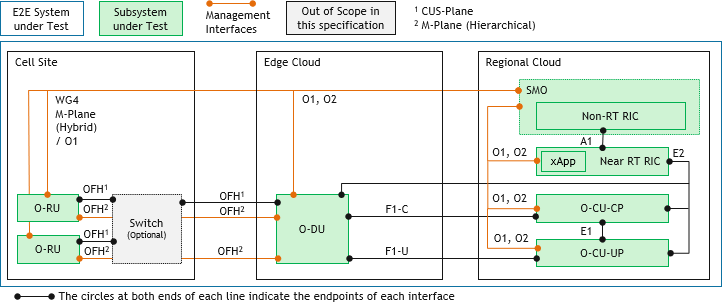 E2E System
under Test
Subsystem
under Test
Management
Interfaces
Out of Scope in
this specification
¹ CUS-Plane
² M-Plane (Hierarchical)
Cell Site
Edge Cloud
Regional Cloud
WG4
M-Plane
(Hybrid)
/ O1
O1, O2
SMO
Non-RT RIC
A1
O1, O2
xApp
Near RT RIC
E2
OFH¹
O-RU
OFH²
OFH¹
O-RU
OFH²
Switch
(Optional)
OFH¹
OFH²
OFH²
O-DU
F1-C
F1-U
O1, O2
O-CU-CP
E1
O1, O2
O-CU-UP
The circles at both ends of each line indicate the endpoints of each interface